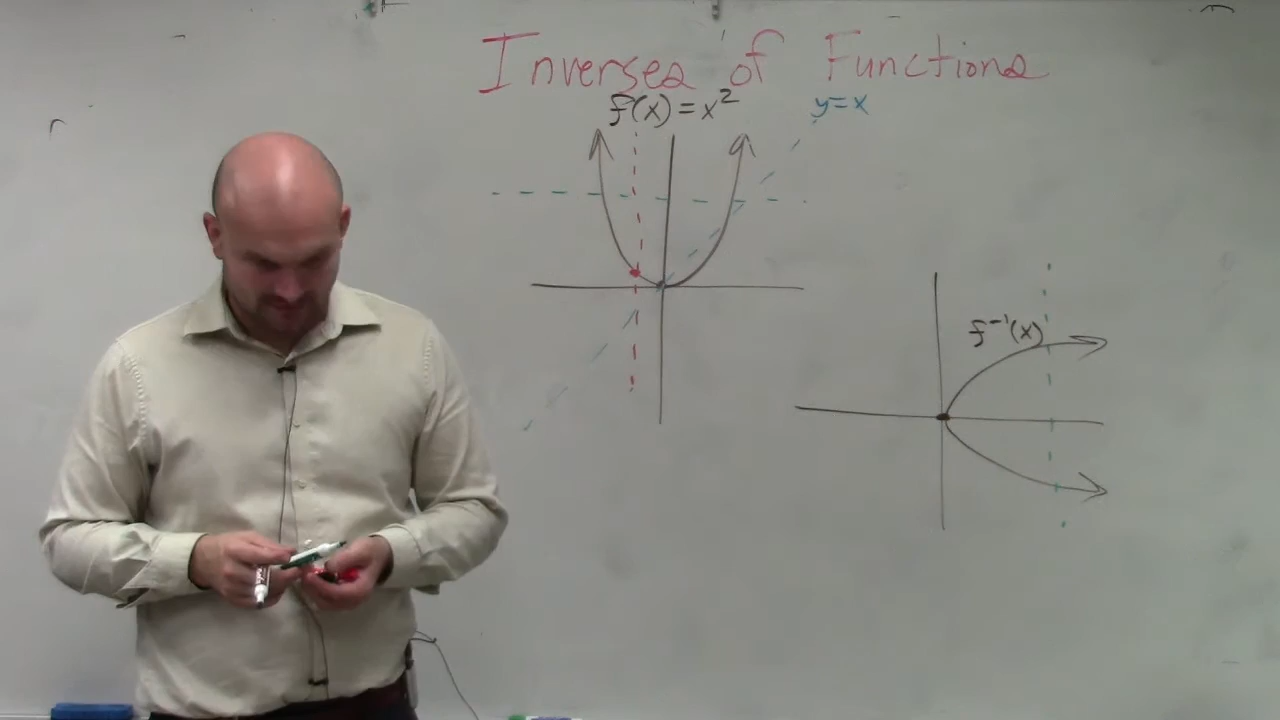 Inverses of Functions
f(x) = x²
y=x
f⁻¹(x)